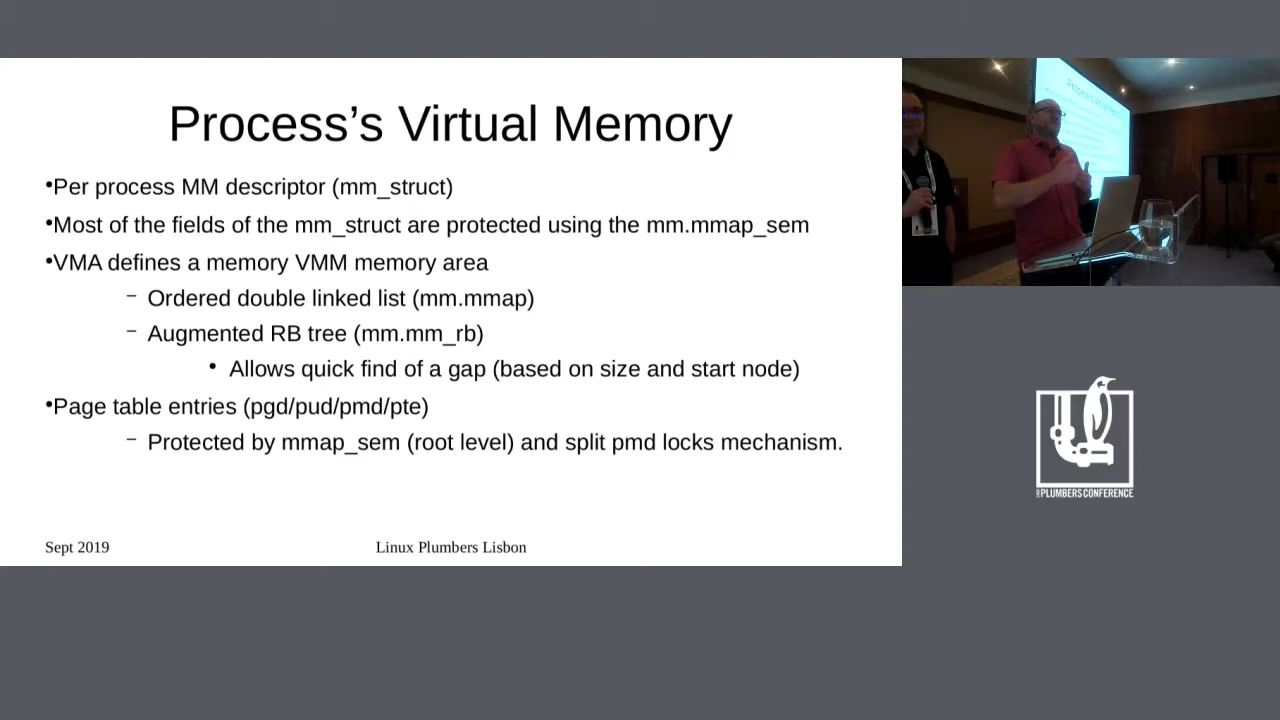 Process’s Virtual Memory
•Per process MM descriptor (mm_struct)
•Most of the fields of the mm_struct are protected using the mm.mmap_sem
•VMA defines a memory VMM memory area
– Ordered double linked list (mm.mmap)
– Augmented RB tree (mm.mm_rb)
• Allows quick find of a gap (based on size and start node)
•Page table entries (pgd/pud/pmd/pte)
– Protected by mmap_sem (root level) and split pmd locks mechanism.
Sept 2019
Linux Plumbers Lisbon
Process's Virtual Memory
PLUMBERS CONFERENCE